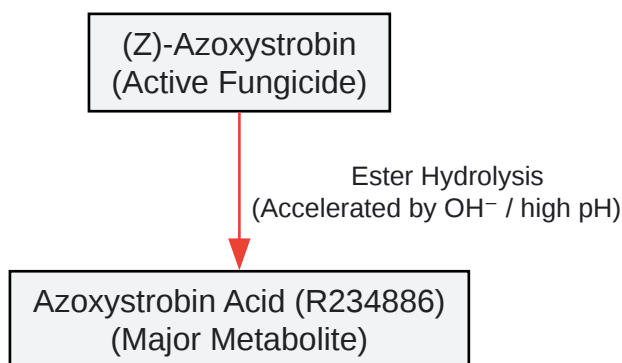 (Z)-Azoxystrobin
(Active Fungicide)
Ester Hydrolysis
(Accelerated by OH⁻ / high pH)
Azoxystrobin Acid (R234886)
(Major Metabolite)